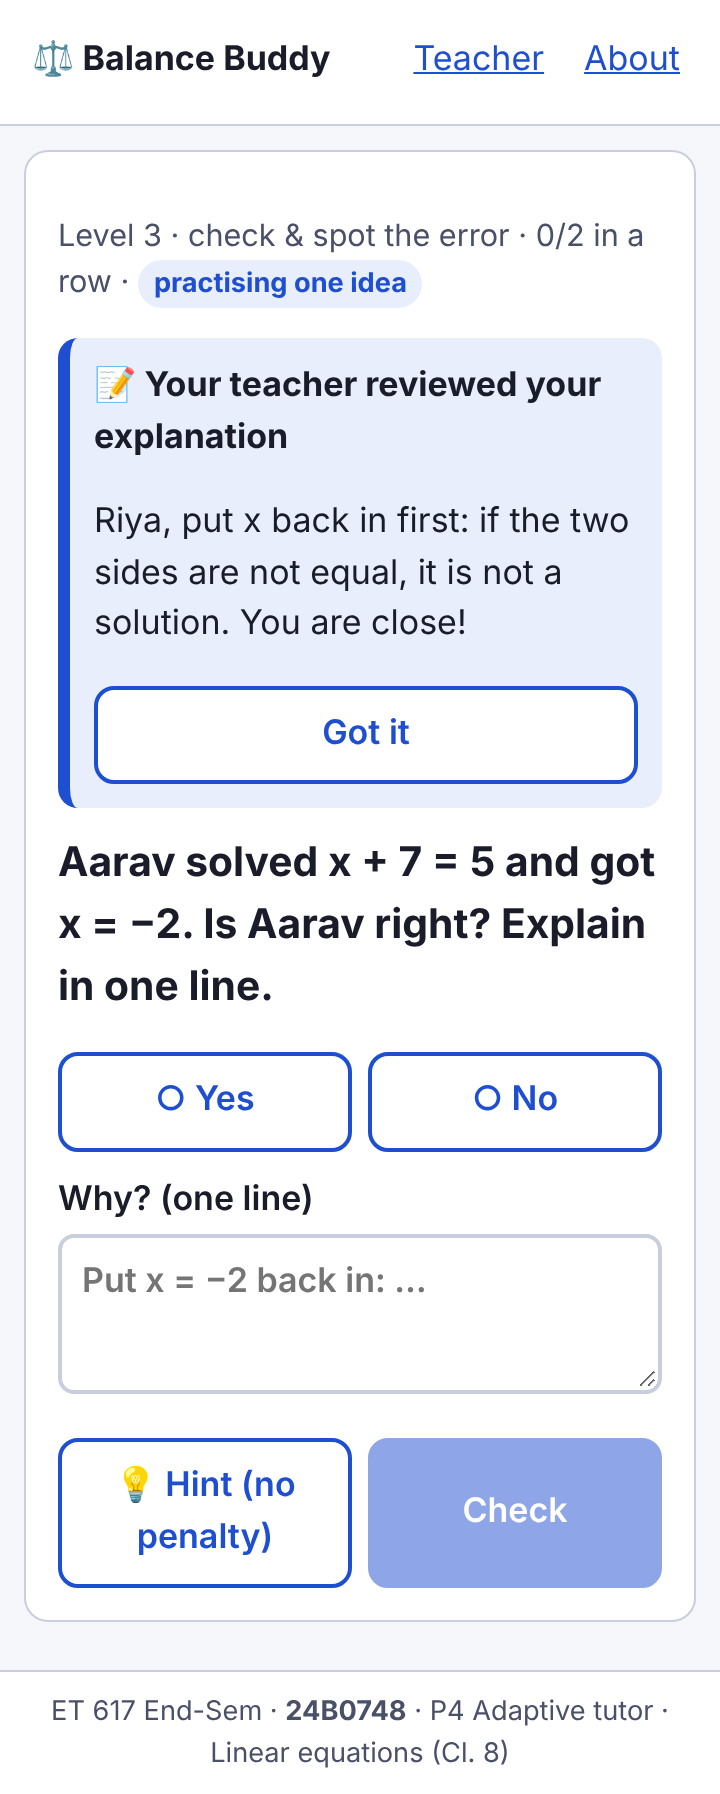 ⚖️ Balance Buddy Teacher About
Level 3 · check & spot the error · 0/2 in a
row · practising one idea
📝 Your teacher reviewed your
explanation
Riya, put x back in first: if the two
sides are not equal, it is not a
solution. You are close!
Got it
Aarav solved x + 7 = 5 and got
x = −2. Is Aarav right? Explain
in one line.
Yes No
Why? (one line)
Put x = −2 back in: ...
💡 Hint (no
penalty)
Check
ET 617 End-Sem · 24B0748 · P4 Adaptive tutor ·
Linear equations (Cl. 8)